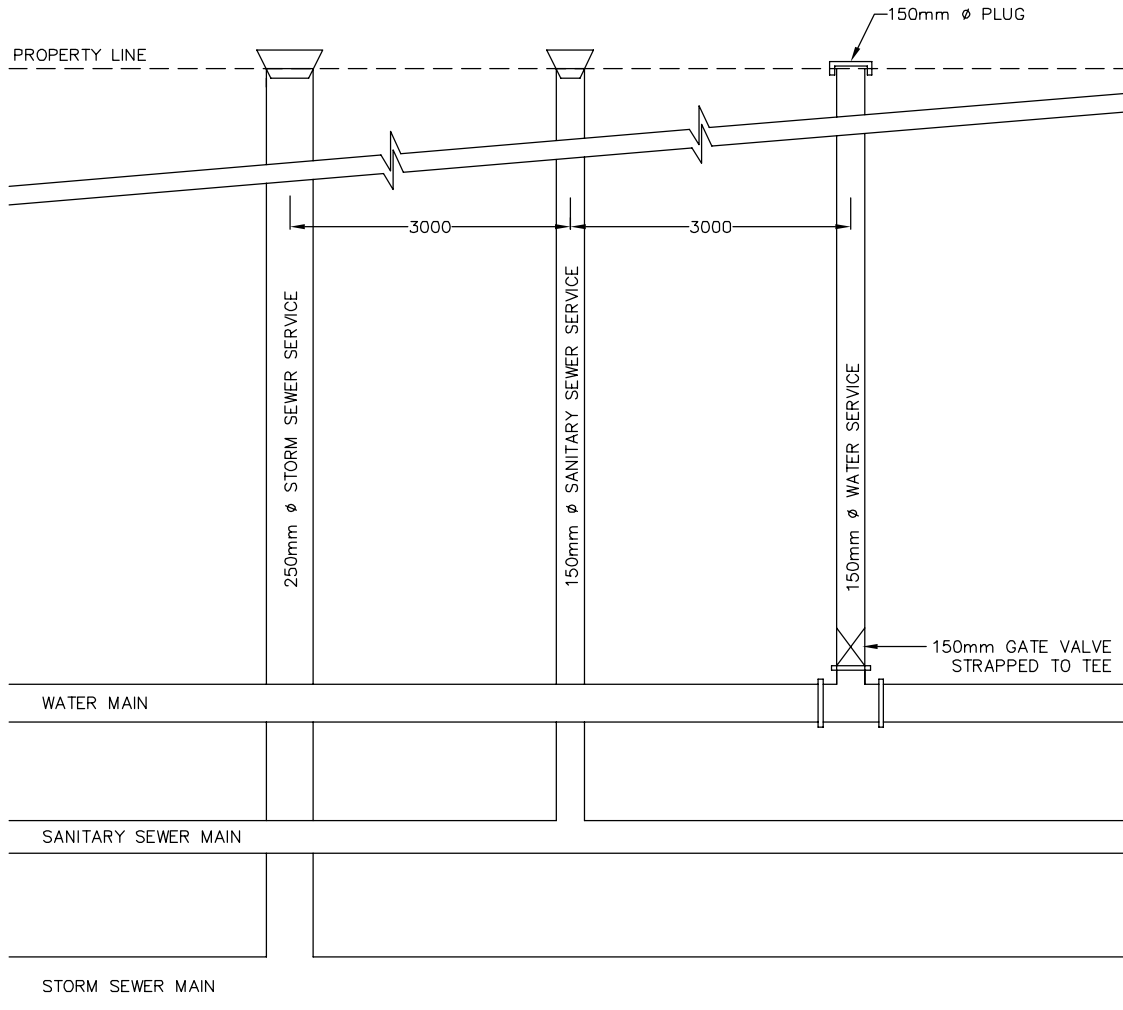 150mm ø PLUG
PROPERTY LINE
3000
3000
250mm ø STORM SEWER SERVICE
150mm ø SANITARY SEWER SERVICE
150mm ø WATER SERVICE
150mm GATE VALVE
STRAPPED TO TEE
WATER MAIN
SANITARY SEWER MAIN
STORM SEWER MAIN